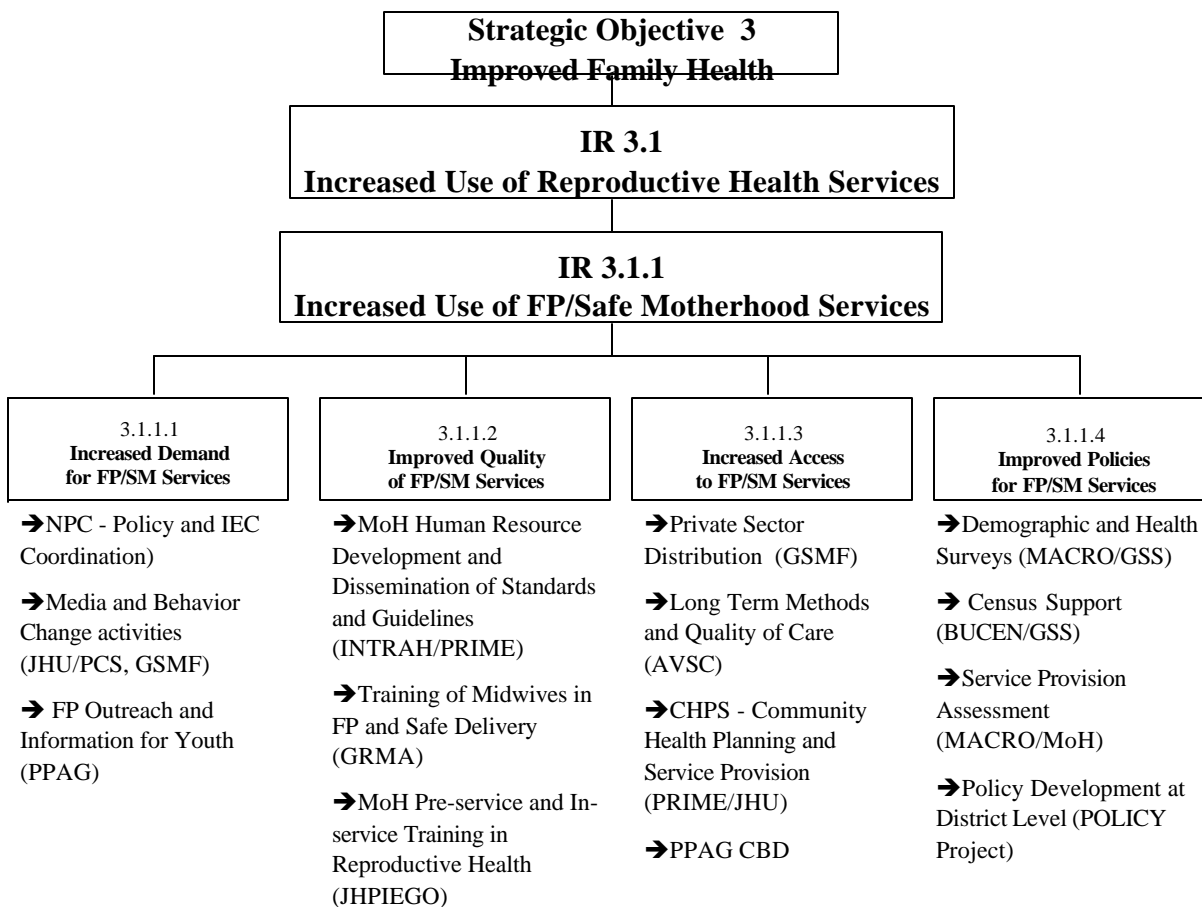 Strategic Objective 3
Improved Family Health
IR 3.1
Increased Use of Reproductive Health Services
IR 3.1.1
Increased Use of FP/Safe Motherhood Services
3.1.1.1
Increased Demand
for FP/SM Services
➔NPC - Policy and IEC
Coordination)
➔Media and Behavior
Change activities
(JHU/PCS, GSMF)
➔ FP Outreach and
Information for Youth
(PPAG)
3.1.1.2
Improved Quality
of FP/SM Services
➔MoH Human Resource
Development and
Dissemination of Standards
and Guidelines
(INTRAH/PRIME)
➔Training of Midwives in
FP and Safe Delivery
(GRMA)
➔MoH Pre-service and In-
service Training in
Reproductive Health
(JHPIEGO)
3.1.1.3
Increased Access
to FP/SM Services
➔Private Sector
Distribution (GSMF)
➔Long Term Methods
and Quality of Care
(AVSC)
➔CHPS - Community
Health Planning and
Service Provision
(PRIME/JHU)
➔PPAG CBD
3.1.1.4
Improved Policies
for FP/SM Services
➔Demographic and Health
Surveys (MACRO/GSS)
➔ Census Support
(BUCEN/GSS)
➔Service Provision
Assessment
(MACRO/MoH)
➔Policy Development at
District Level (POLICY
Project)